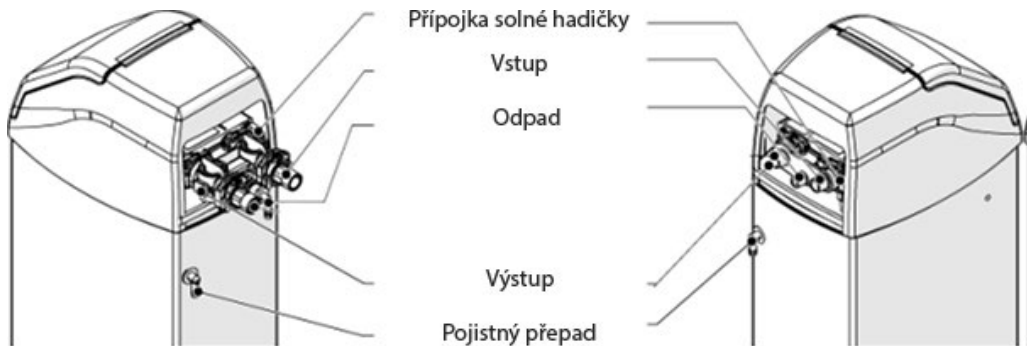 Přípojka solné hadičky
Vstup
Odpad
Výstup
Pojistný přepad